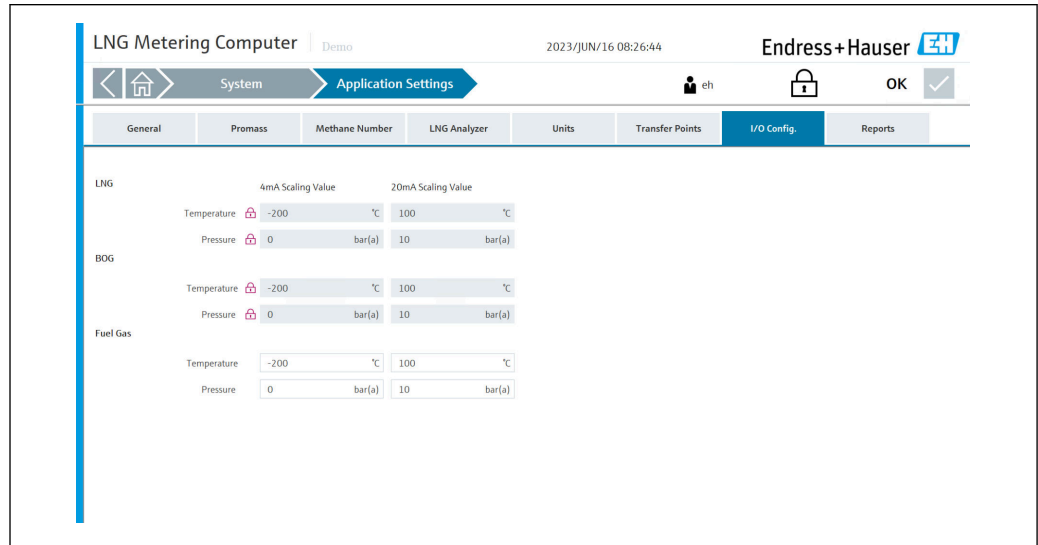 LNG Metering Computer Demo 2023/JUN/16 08:26:44 Endress+Hauser EH
System Application Settings eh OK
General Promass Methane Number LNG Analyzer Units Transfer Points I/O Config. Reports
LNG 4mA Scaling Value 20mA Scaling Value
Temperature -200 °C 100 °C
Pressure 0 bar(a) 10 bar(a)
BOG
Temperature -200 °C 100 °C
Pressure 0 bar(a) 10 bar(a)
Fuel Gas
Temperature -200 °C 100 °C
Pressure 0 bar(a) 10 bar(a)